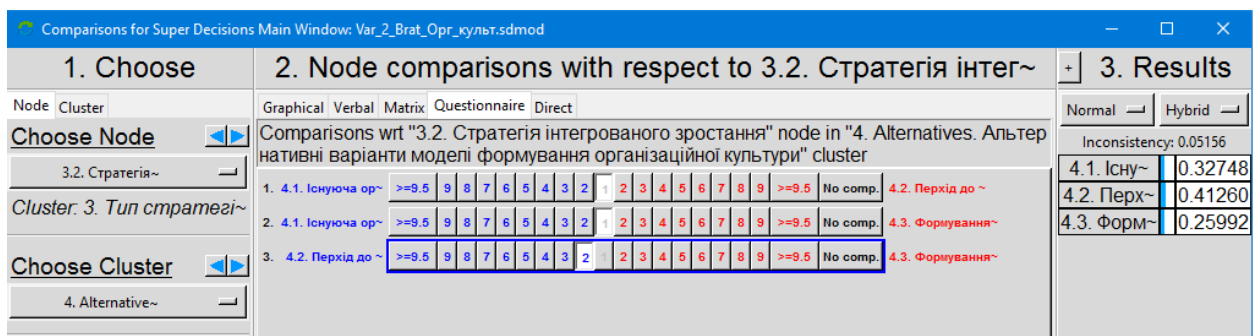 Comparisons for Super Decisions Main Window: Var_2_Brat_Opг_культ.sdmod
1. Choose
Node Cluster
Choose Node
3.2. Стратегія~
Cluster: 3. Тип стратегі~
Choose Cluster
4. Alternative~
2. Node comparisons with respect to 3.2. Стратегія інтег~
Graphical Verbal Matrix Questionnaire Direct
Comparisons wrt "3.2. Стратегія інтегрованого зростання" node in "4. Alternatives. Альтер
нативні варіанти моделі формування організаційної культури" cluster
1. 4.1. Існуюча ор~ >=9.5 9 8 7 6 5 4 3 2 1 2 3 4 5 6 7 8 9 >=9.5 No comp. 4.2. Перхід до ~
2. 4.1. Існуюча ор~ >=9.5 9 8 7 6 5 4 3 2 1 2 3 4 5 6 7 8 9 >=9.5 No comp. 4.3. Формування~
3. 4.2. Перхід до ~ >=9.5 9 8 7 6 5 4 3 2 1 2 3 4 5 6 7 8 9 >=9.5 No comp. 4.3. Формування~
+ 3. Results
Normal Hybrid
Inconsistency: 0.05156
4.1. Існу~ 0.32748
4.2. Перх~ 0.41260
4.3. Форм~ 0.25992